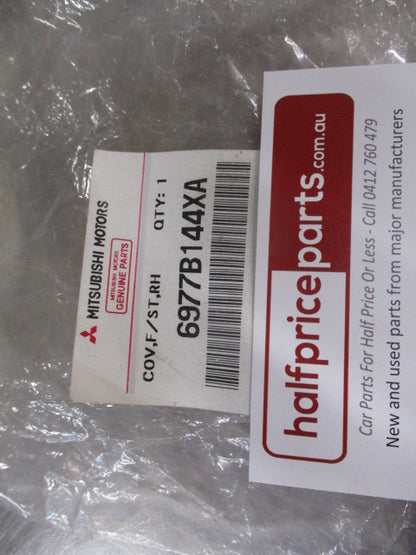 MITSUBISHI MOTORS
MITSUBISHI MOTORS
GENUINE PARTS
COV,F/ST,RH QTY: 1
6977B144XA
halfpriceparts.com.au
Car Parts For Half Price Or Less - Call 0412 760 479
New and used parts from major manufacturers